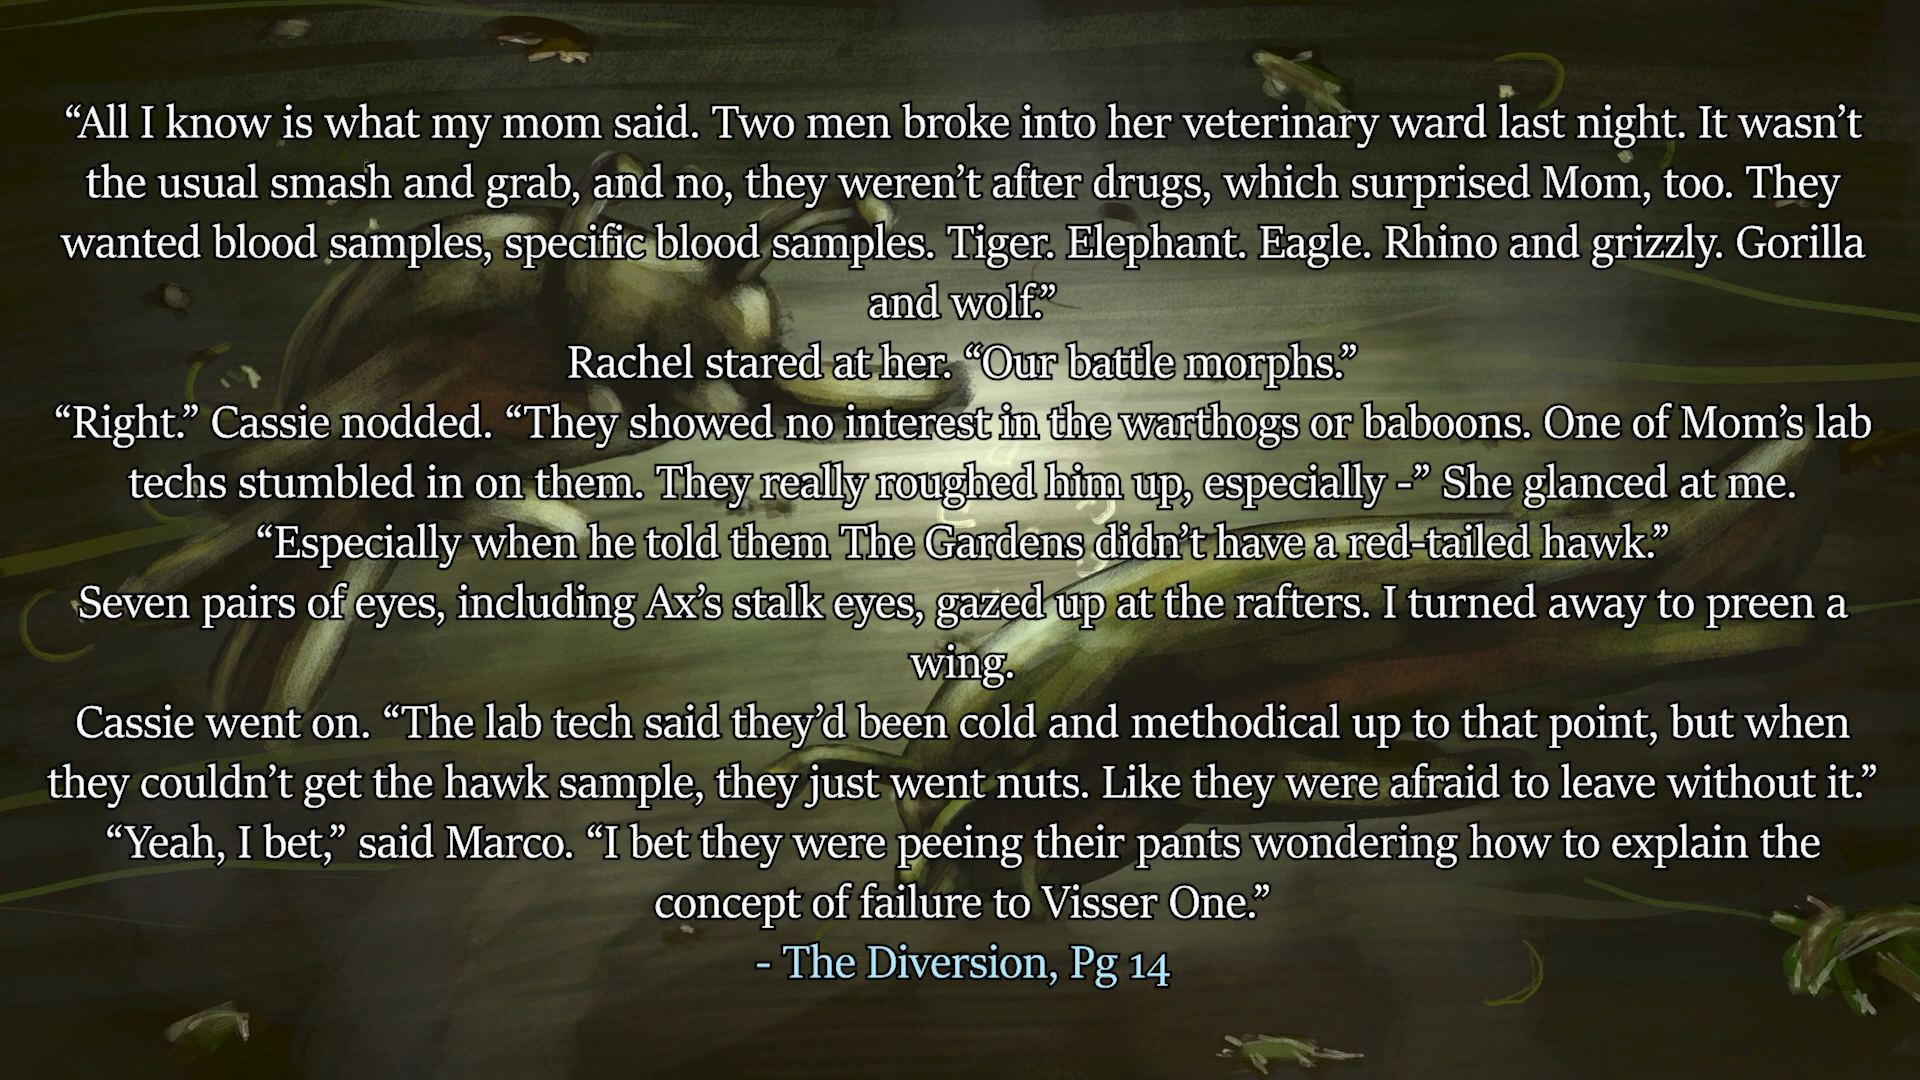 “All I know is what my mom said. Two men broke into her veterinary ward last night. It wasn’t
the usual smash and grab, and no, they weren’t after drugs, which surprised Mom, too. They
wanted blood samples, specific blood samples. Tiger. Elephant. Eagle. Rhino and grizzly. Gorilla
and wolf.”
Rachel stared at her. “Our battle morphs.”
“Right.” Cassie nodded. “They showed no interest in the warthogs or baboons. One of Mom’s lab
techs stumbled in on them. They really roughed him up, especially -” She glanced at me.
“Especially when he told them The Gardens didn’t have a red-tailed hawk.”
Seven pairs of eyes, including Ax’s stalk eyes, gazed up at the rafters. I turned away to preen a
wing.
Cassie went on. “The lab tech said they’d been cold and methodical up to that point, but when
they couldn’t get the hawk sample, they just went nuts. Like they were afraid to leave without it.”
“Yeah, I bet,” said Marco. “I bet they were peeing their pants wondering how to explain the
concept of failure to Visser One.”
- The Diversion, Pg 14